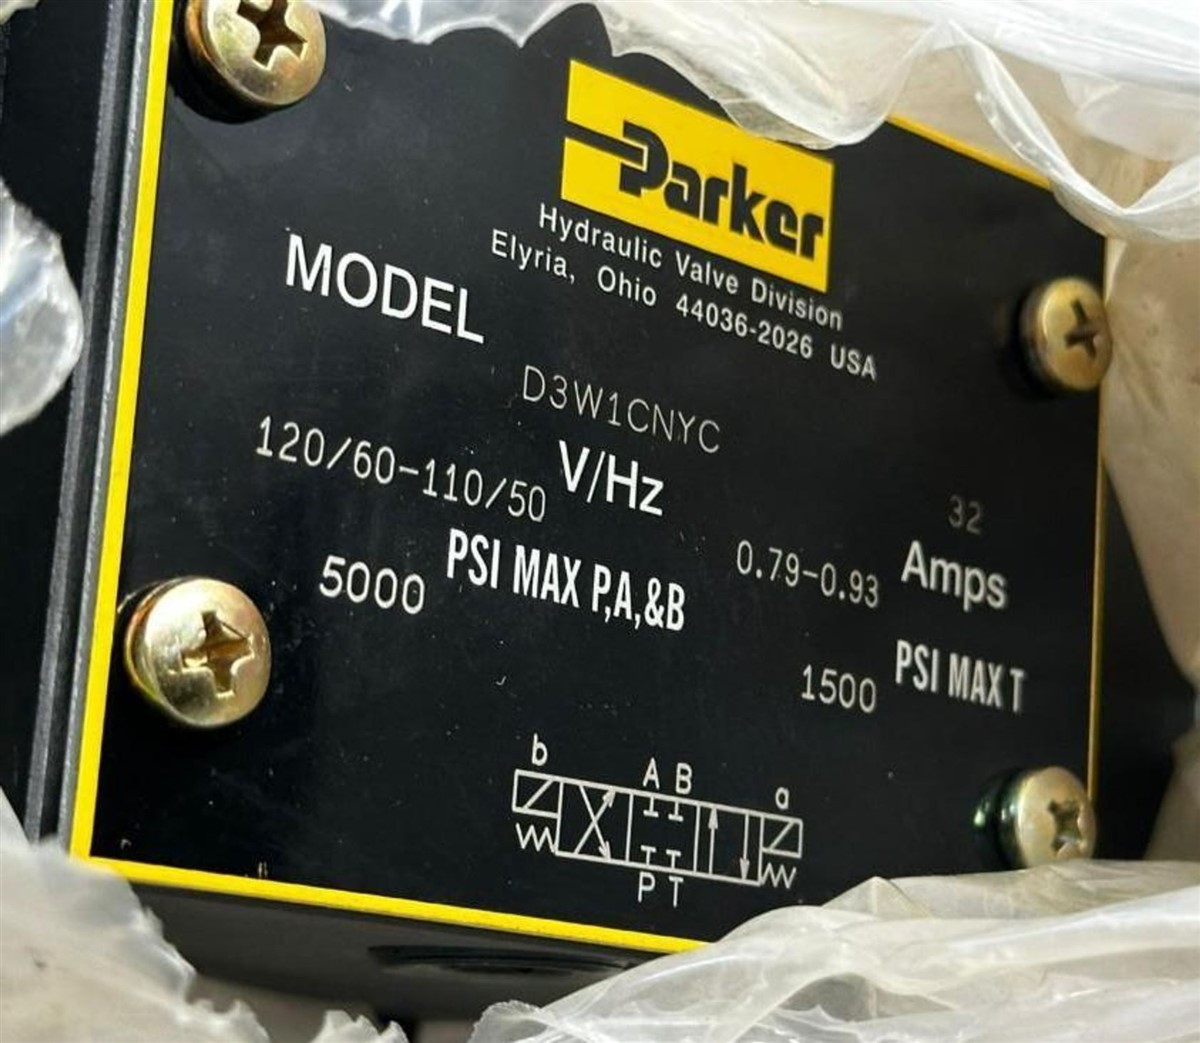 Parker
Hydraulic Valve Division
Elyria, Ohio 44036-2026 USA
MODEL
D3W1CNYC 32
120/60-110/50 V/Hz 0.79-0.93 Amps
5000 PSI MAX P,A,&B 1500 PSI MAX T
b A B a
P T